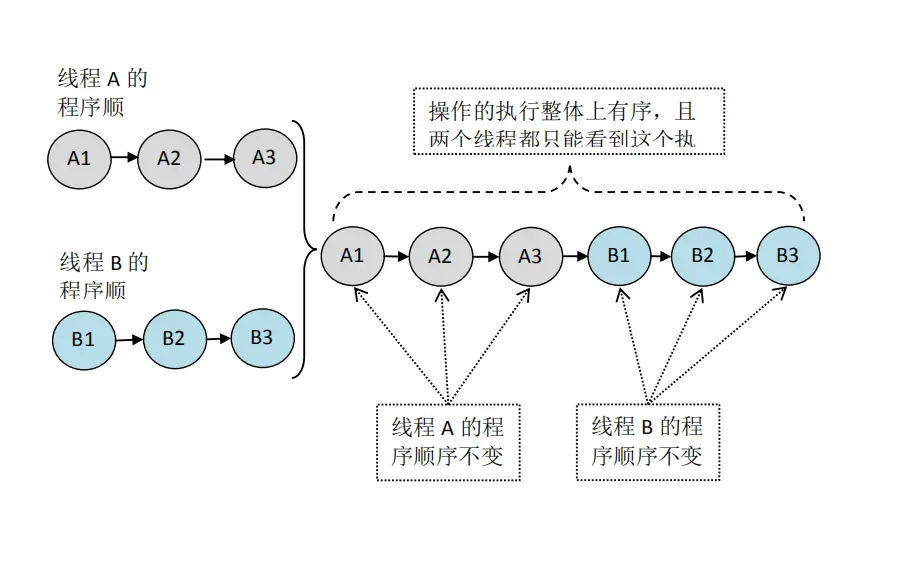 线程 A 的
程序顺
A1
A2
A3
线程 B 的
程序顺
B1
B2
B3
操作的执行整体上有序，且
两个线程都只能看到这个执
A1
A2
A3
B1
B2
B3
线程 A 的程
序顺序不变
线程 B 的程
序顺序不变